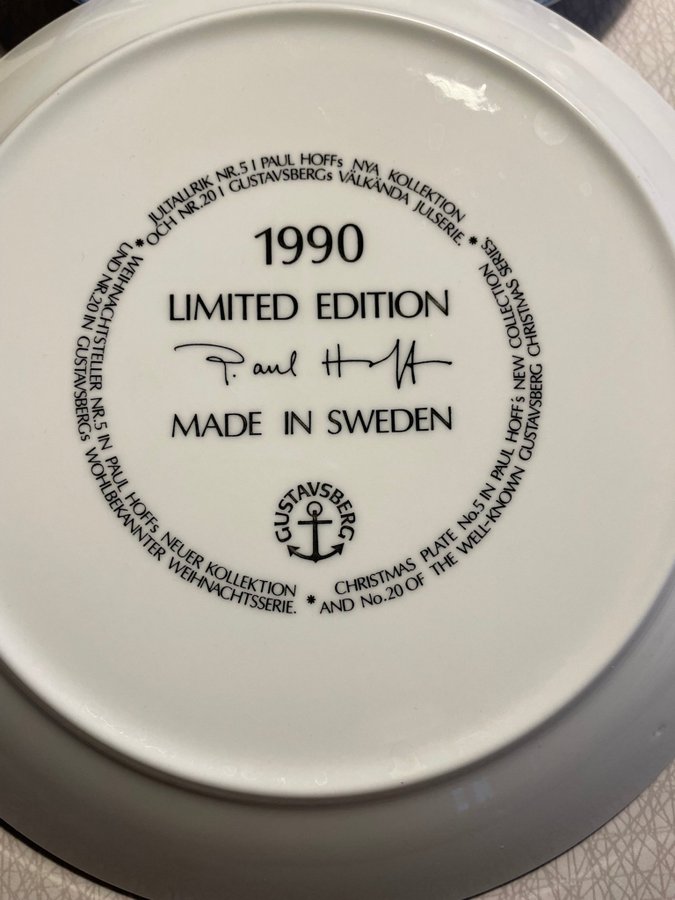 JULTALLRIK NR.5 I PAUL HOFFs NYA KOLLEKTION
OCH NR.20 I GUSTAVSBERGs VÄLKÄNDA JULSERIE.
*
CHRISTMAS PLATE No.5 IN PAUL HOFF's NEW COLLECTION
AND No.20 OF THE WELL-KNOWN GUSTAVSBERG CHRISTMAS SERIES.
*
WEIHNACHTSTELLER NR.5 IN PAUL HOFFs NEUER KOLLEKTION
UND NR.20 IN GUSTAVSBERGs WOHLBEKANNTER WEIHNACHTSSERIE.
*
1990
LIMITED EDITION
Paul Hoff
MADE IN SWEDEN
GUSTAVSBERG